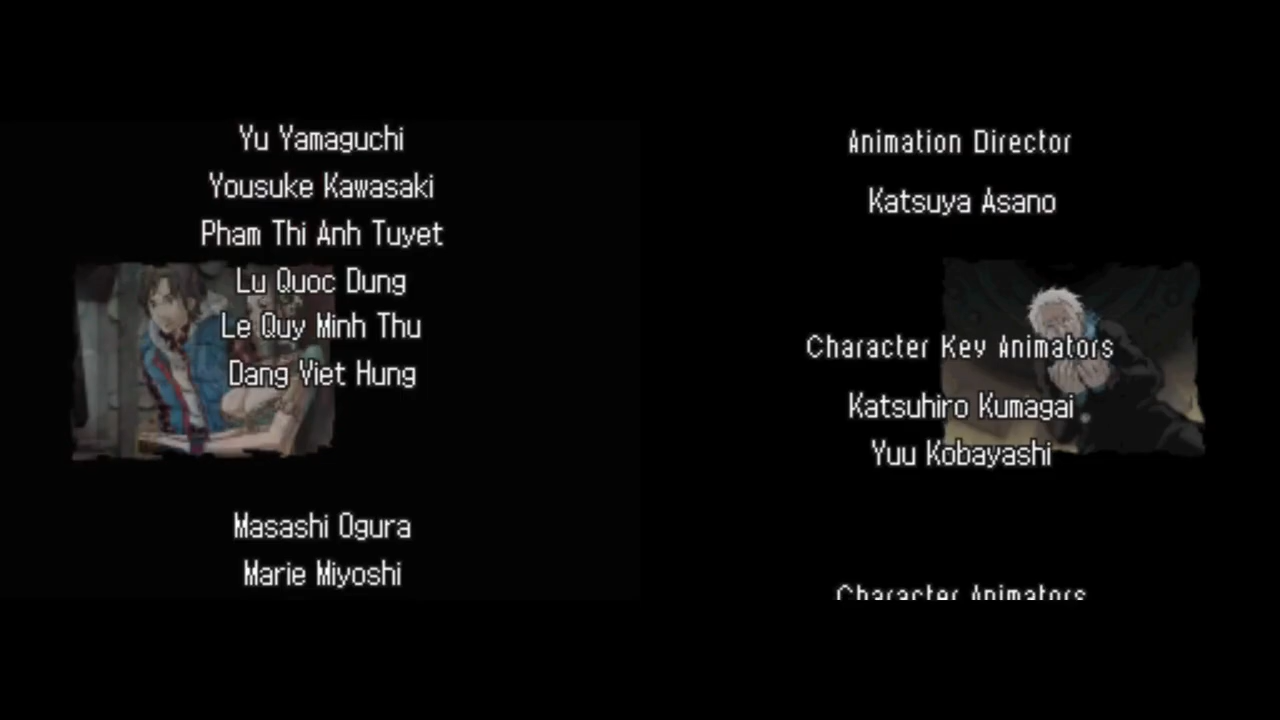 Yu Yamaguchi
Yousuke Kawasaki
Pham Thi Anh Tuyet
Lu Quoc Dung
Le Quy Minh Thu
Dang Viet Hung
Masashi Ogura
Marie Miyoshi
Animation Director
Katsuya Asano
Character Key Animators
Katsuhiro Kumagai
Yuu Kobayashi
Character Animators